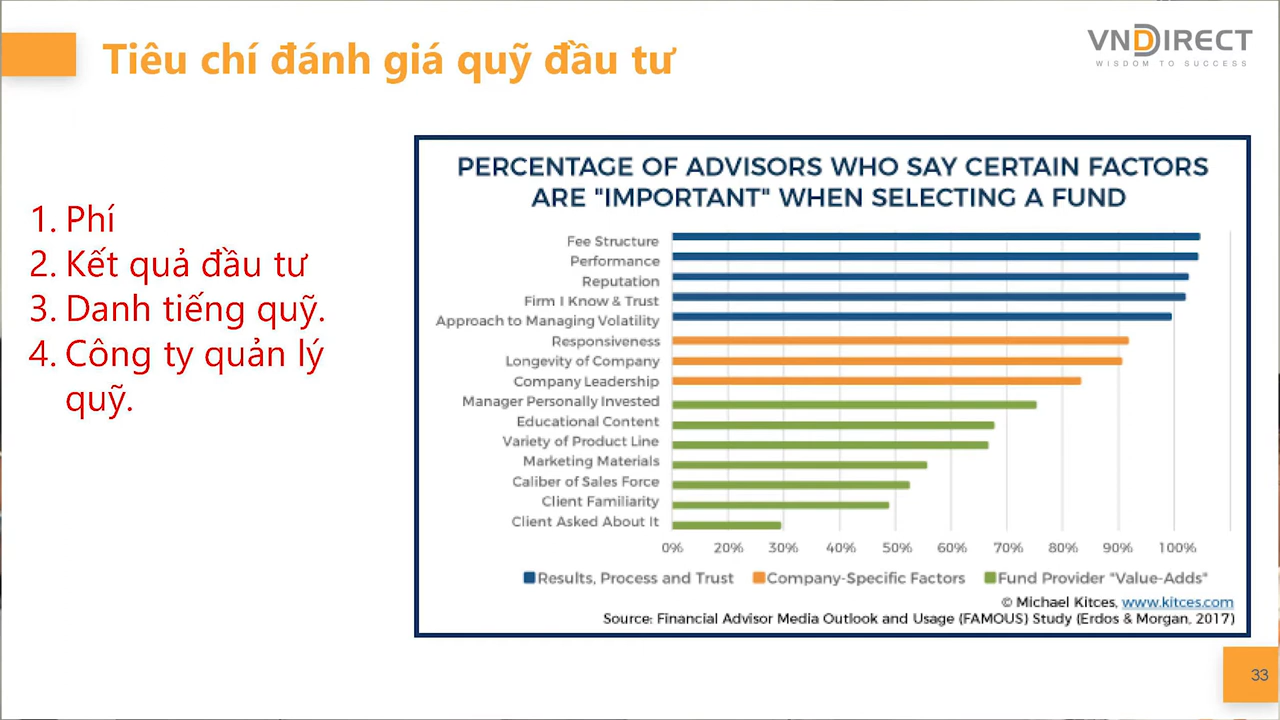 Tiêu chí đánh giá quỹ đầu tư
VNDIRECT
WISDOM TO SUCCESS
1. Phí
2. Kết quả đầu tư
3. Danh tiếng quỹ.
4. Công ty quản lý
quỹ.
PERCENTAGE OF ADVISORS WHO SAY CERTAIN FACTORS
ARE "IMPORTANT" WHEN SELECTING A FUND
Fee Structure
Performance
Reputation
Firm I Know & Trust
Approach to Managing Volatility
Responsiveness
Longevity of Company
Company Leadership
Manager Personally Invested
Educational Content
Variety of Product Line
Marketing Materials
Caliber of Sales Force
Client Familiarity
Client Asked About It
0% 20% 30% 40% 50% 60% 70% 80% 90% 100%
Results, Process and Trust Company-Specific Factors Fund Provider "Value-Adds"
© Michael Kitces, www.kitces.com
Source: Financial Advisor Media Outlook and Usage (FAMOUS) Study (Erdos & Morgan, 2017)
33